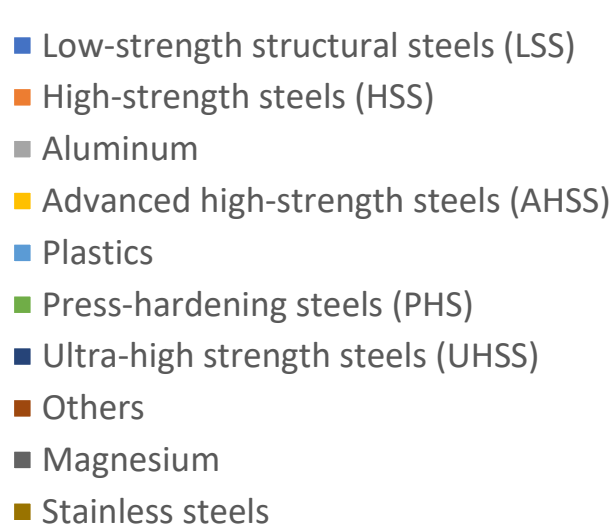 Low-strength structural steels (LSS)
High-strength steels (HSS)
Aluminum
Advanced high-strength steels (AHSS)
Plastics
Press-hardening steels (PHS)
Ultra-high strength steels (UHSS)
Others
Magnesium
Stainless steels